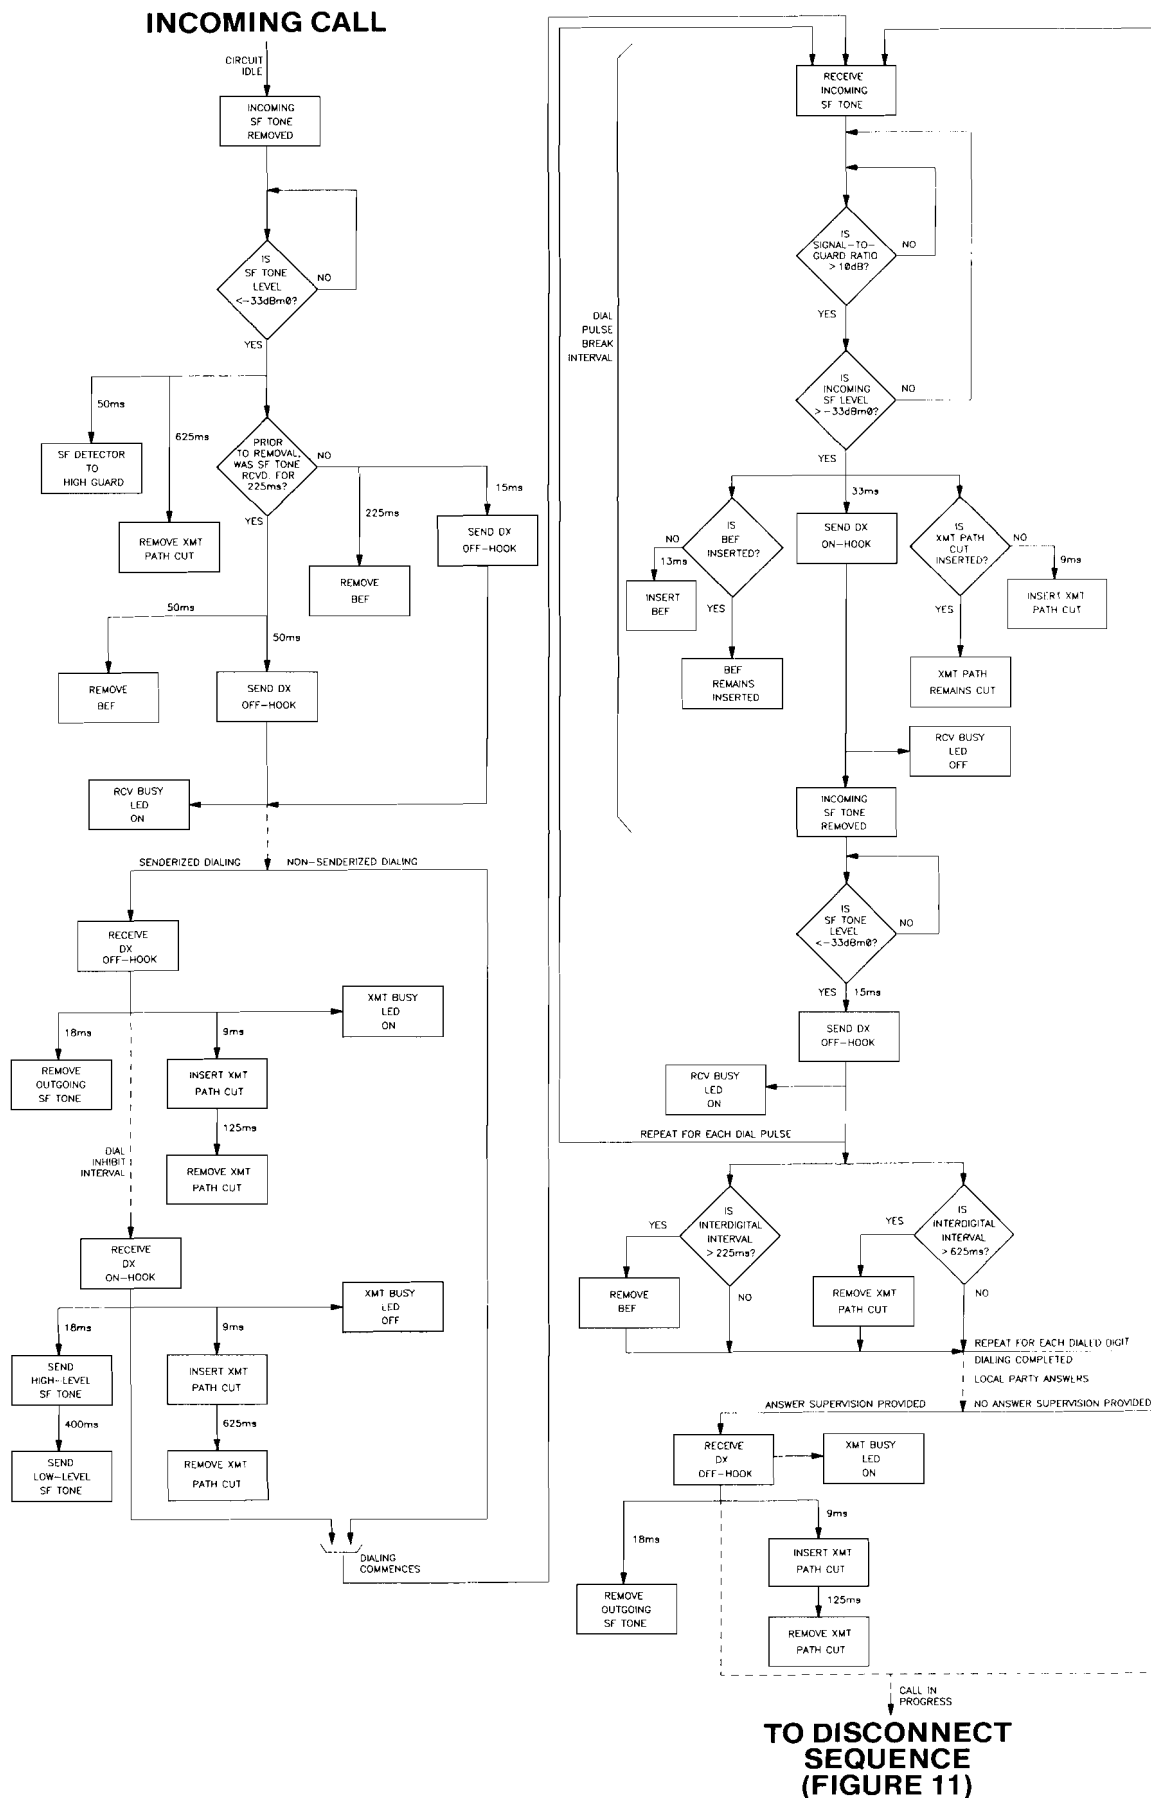 INCOMING CALL
CIRCUIT
IDLE
INCOMING
SF TONE
REMOVED
IS
SF TONE
LEVEL
<-33dBm0?
NO
YES
50ms
625ms
SF DETECTOR
TO
HIGH GUARD
REMOVE XMT
PATH CUT
PRIOR
TO REMOVAL,
WAS SF TONE
RCVD. FOR
225ms?
NO
YES
225ms
15ms
REMOVE
BEF
SEND DX
OFF-HOOK
50ms
50ms
REMOVE
BEF
SEND DX
OFF-HOOK
RCV BUSY
LED
ON
SENDERIZED DIALING
NON-SENDERIZED DIALING
RECEIVE
DX
OFF-HOOK
XMT BUSY
LED
ON
18ms
9ms
REMOVE
OUTGOING
SF TONE
INSERT XMT
PATH CUT
125ms
REMOVE XMT
PATH CUT
DIAL
INHIBIT
INTERVAL
RECEIVE
DX
ON-HOOK
XMT BUSY
LED
OFF
18ms
9ms
SEND
HIGH-LEVEL
SF TONE
INSERT XMT
PATH CUT
400ms
625ms
SEND
LOW-LEVEL
SF TONE
REMOVE XMT
PATH CUT
DIALING
COMMENCES
RECEIVE
INCOMING
SF TONE
IS
SIGNAL-TO-
GUARD RATIO
> 10dB?
NO
YES
DIAL
PULSE
BREAK
INTERVAL
IS
INCOMING
SF LEVEL
>-33dBm0?
NO
YES
33ms
IS
BEF
INSERTED?
NO
13ms
INSERT
BEF
YES
BEF
REMAINS
INSERTED
SEND DX
ON-HOOK
IS
XMT PATH
CUT
INSERTED?
NO
9ms
INSERT XMT
PATH CUT
YES
XMT PATH
REMAINS CUT
RCV BUSY
LED
OFF
INCOMING
SF TONE
REMOVED
IS
SF TONE
LEVEL
<-33dBm0?
NO
YES
15ms
SEND DX
OFF-HOOK
RCV BUSY
LED
ON
REPEAT FOR EACH DIAL PULSE
IS
INTERDIGITAL
INTERVAL
> 225ms?
YES
REMOVE
BEF
NO
IS
INTERDIGITAL
INTERVAL
> 625ms?
YES
REMOVE XMT
PATH CUT
NO
REPEAT FOR EACH DIALED DIGIT
DIALING COMPLETED
LOCAL PARTY ANSWERS
ANSWER SUPERVISION PROVIDED
NO ANSWER SUPERVISION PROVIDED
RECEIVE
DX
OFF-HOOK
XMT BUSY
LED
ON
18ms
9ms
REMOVE
OUTGOING
SF TONE
INSERT XMT
PATH CUT
125ms
REMOVE XMT
PATH CUT
CALL IN
PROGRESS
TO DISCONNECT
SEQUENCE
(FIGURE 11)